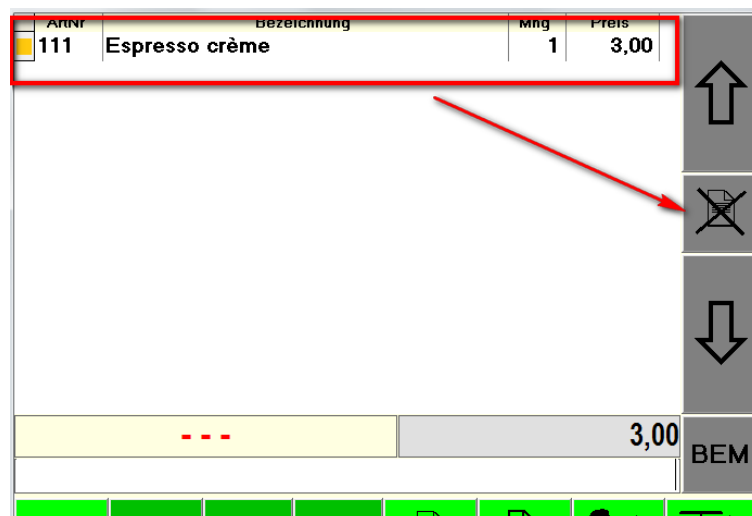 ArtNr Bezeichnung Mng Preis
111 Espresso crème 1 3,00
- - - 3,00
BEM